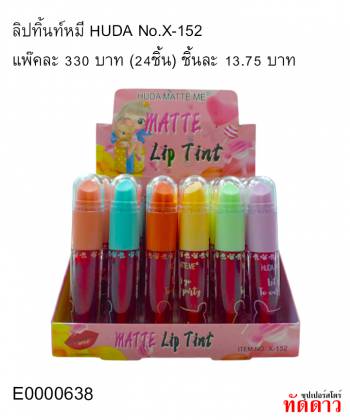 ลิปทิ้นท์หมี HUDA No.X-152
แพ๊คละ 330 บาท (24ชิ้น) ชิ้นละ 13.75 บาท
HUDA MATTE ME
MATTE
Lip Tint
HUDA
MATTE Lip Tint
ITEM NO: X-152
E0000638
ซุปเปอร์สโตร์
ทัดดาว